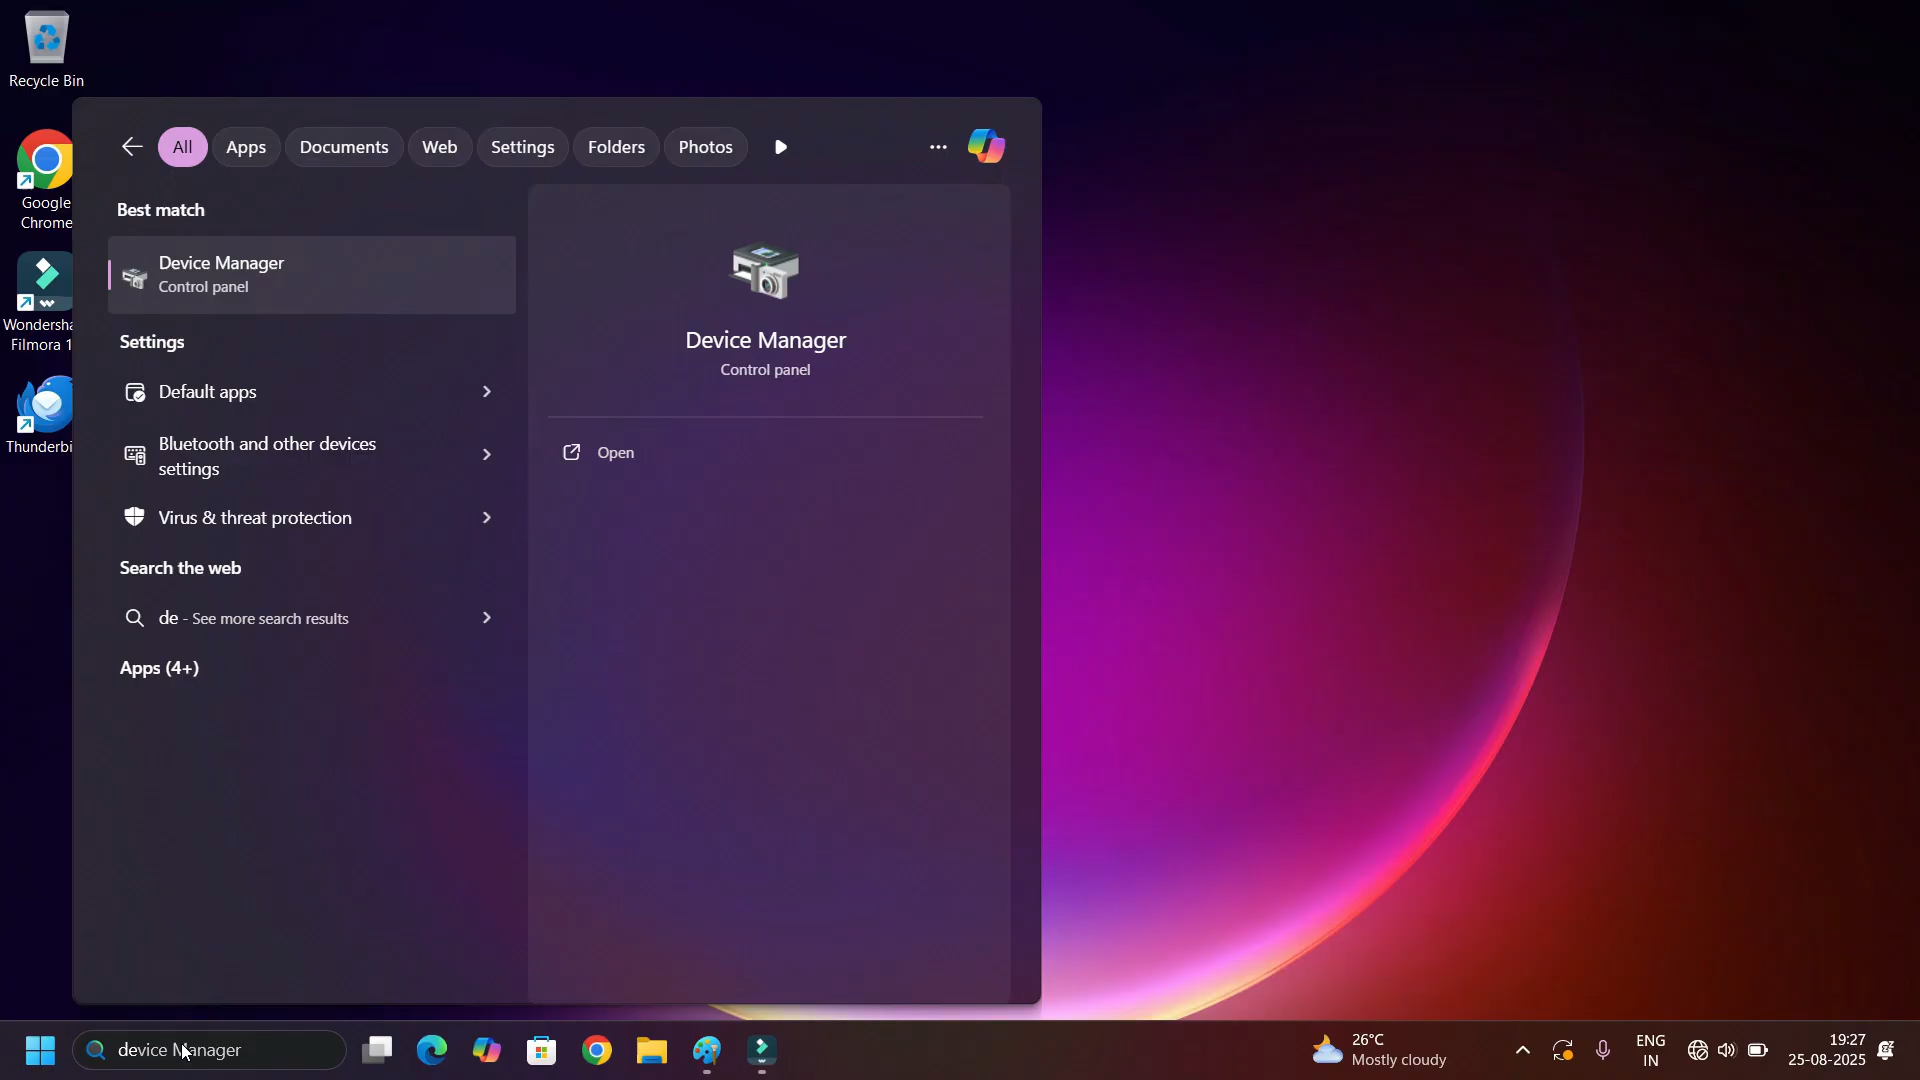 Recycle Bin
Google
Chrome
Wondersha
Filmora 1
Thunderbi
All
Apps
Documents
Web
Settings
Folders
Photos
Best match
Device Manager
Control panel
Settings
Default apps
Bluetooth and other devices
settings
Virus & threat protection
Search the web
de - See more search results
Apps (4+)
Device Manager
Control panel
Open
device Manager
26°C
Mostly cloudy
ENG
IN
19:27
25-08-2025